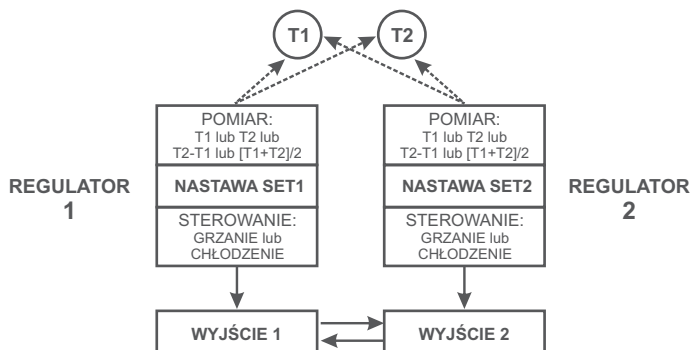 T1
T2
POMIAR:
T1 lub T2 lub
T2-T1 lub [T1+T2]/2
NASTAWA SET1
STEROWANIE:
GRZANIE lub
CHŁODZENIE
REGULATOR
1
POMIAR:
T1 lub T2 lub
T2-T1 lub [T1+T2]/2
NASTAWA SET2
STEROWANIE:
GRZANIE lub
CHŁODZENIE
REGULATOR
2
WYJŚCIE 1
WYJŚCIE 2